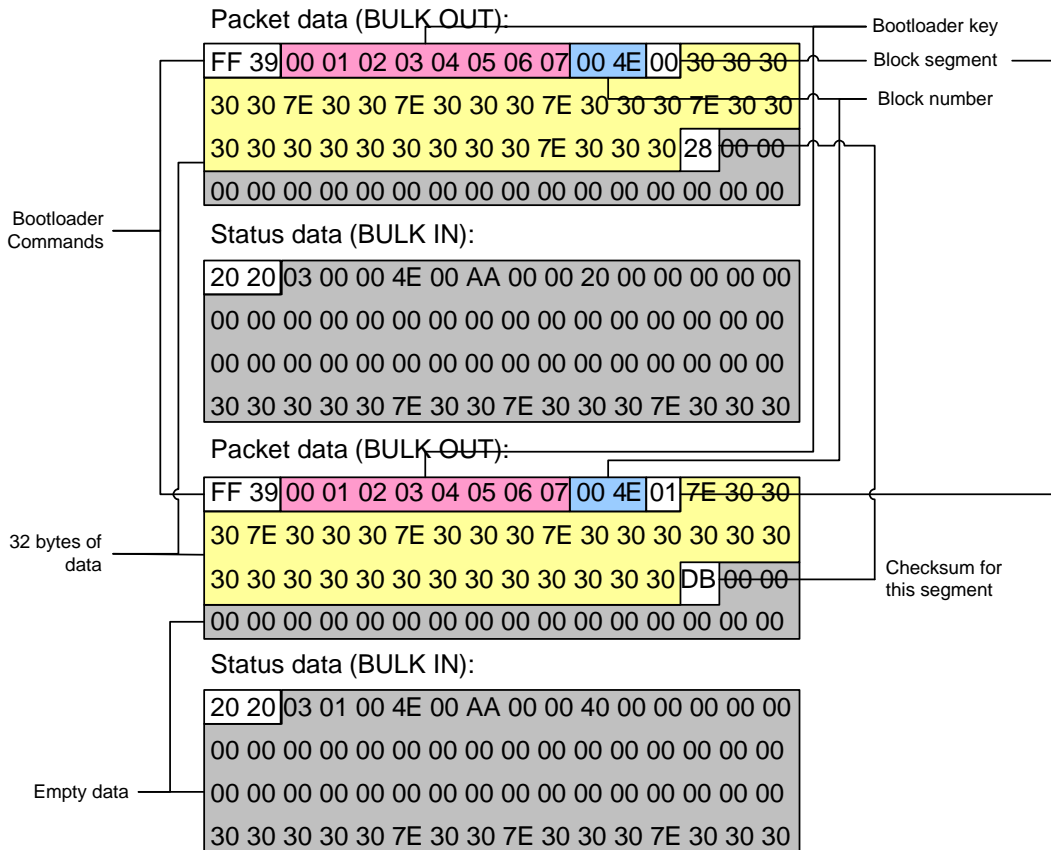 Packet data (BULK OUT):
Bootloader key
FF 39 00 01 02 03 04 05 06 07 00 4E 00 30 30 30
Block segment
30 30 7E 30 30 7E 30 30 30 7E 30 30 30 7E 30 30
Block number
30 30 30 30 30 30 30 30 30 7E 30 30 30 28 00 00
00 00 00 00 00 00 00 00 00 00 00 00 00 00 00 00
Bootloader
Commands
Status data (BULK IN):
20 20 03 00 00 4E 00 AA 00 00 20 00 00 00 00 00
00 00 00 00 00 00 00 00 00 00 00 00 00 00 00 00
00 00 00 00 00 00 00 00 00 00 00 00 00 00 00 00
30 30 30 30 30 7E 30 30 7E 30 30 30 7E 30 30 30
Packet data (BULK OUT):
FF 39 00 01 02 03 04 05 06 07 00 4E 01 7E 30 30
30 7E 30 30 30 7E 30 30 30 7E 30 30 30 30 30 30
32 bytes of
data
30 30 30 30 30 30 30 30 30 30 30 30 30 DB 00 00
Checksum for
this segment
00 00 00 00 00 00 00 00 00 00 00 00 00 00 00 00
Status data (BULK IN):
20 20 03 01 00 4E 00 AA 00 00 40 00 00 00 00 00
00 00 00 00 00 00 00 00 00 00 00 00 00 00 00 00
Empty data
00 00 00 00 00 00 00 00 00 00 00 00 00 00 00 00
30 30 30 30 30 7E 30 30 7E 30 30 30 7E 30 30 30